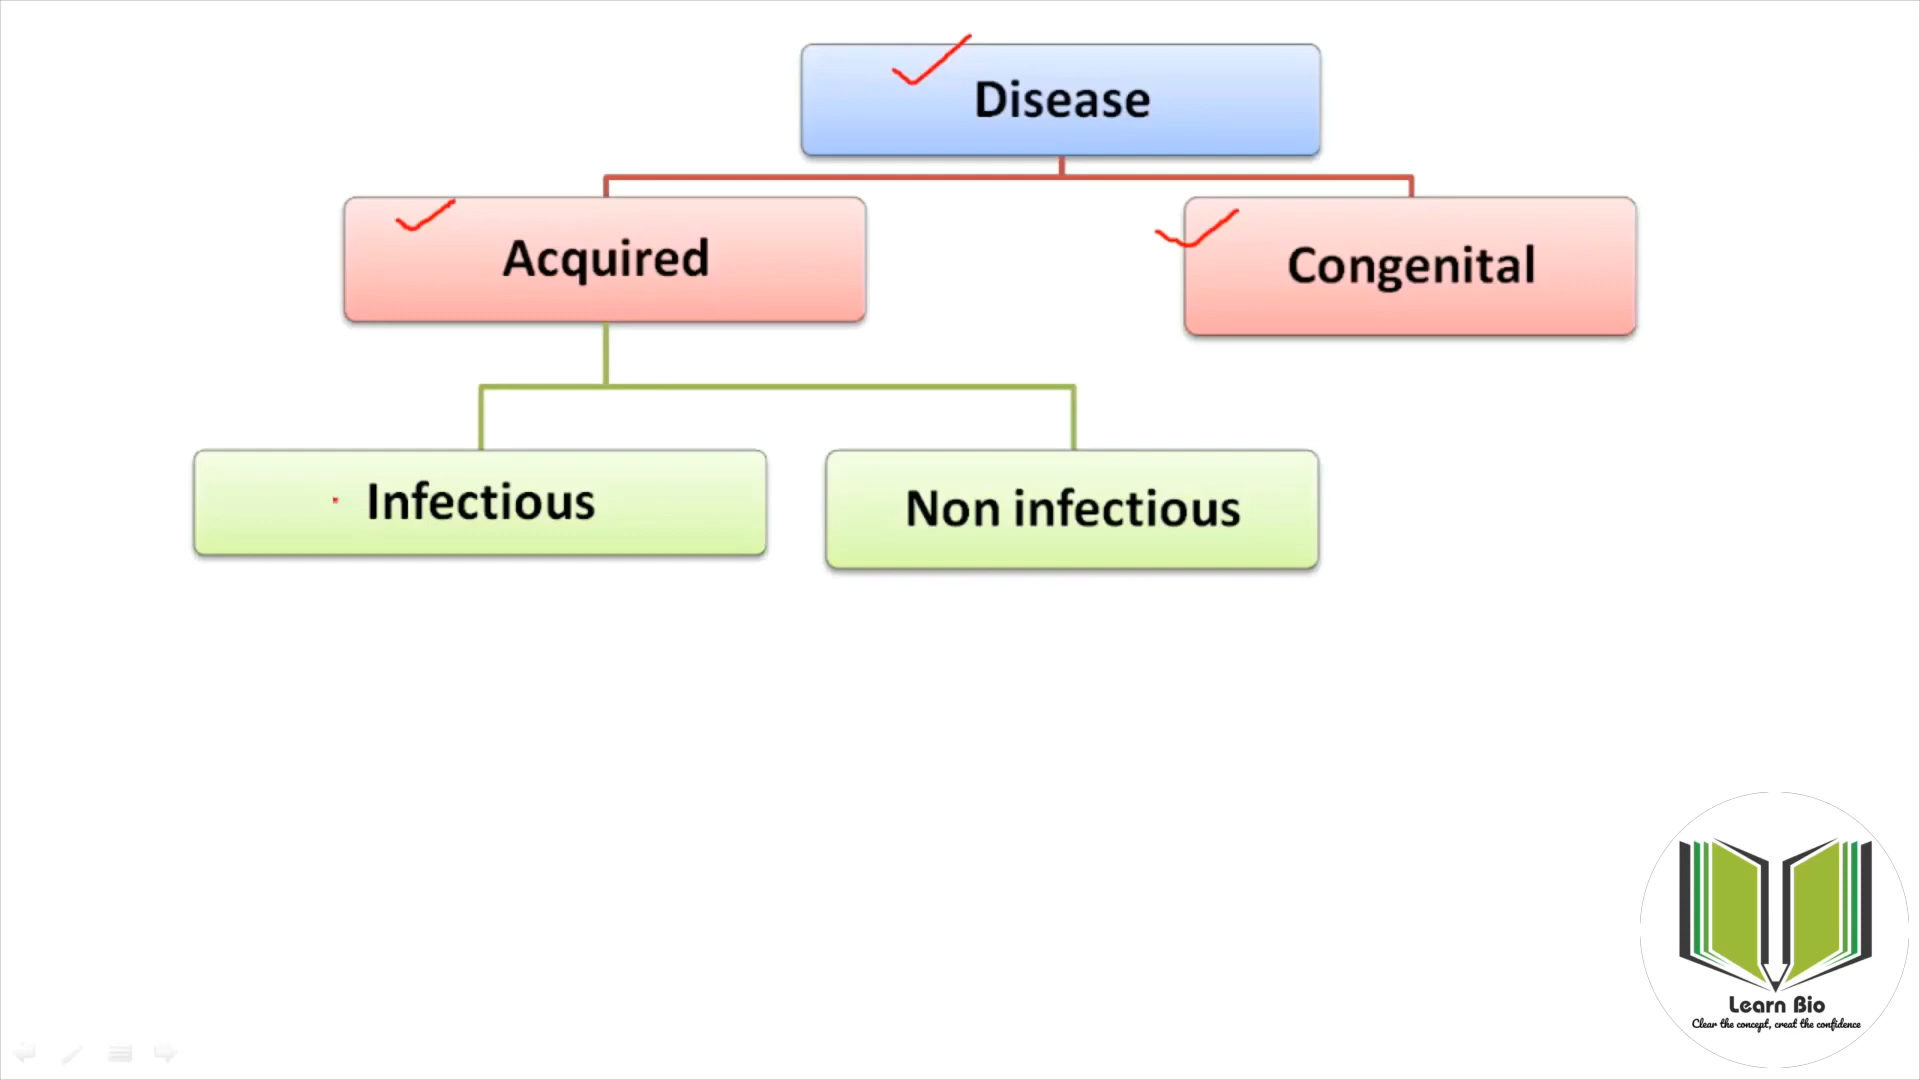 Disease
Acquired
Congenital
Infectious
Non infectious
Learn Bio
Clear the concept, creat the confidence